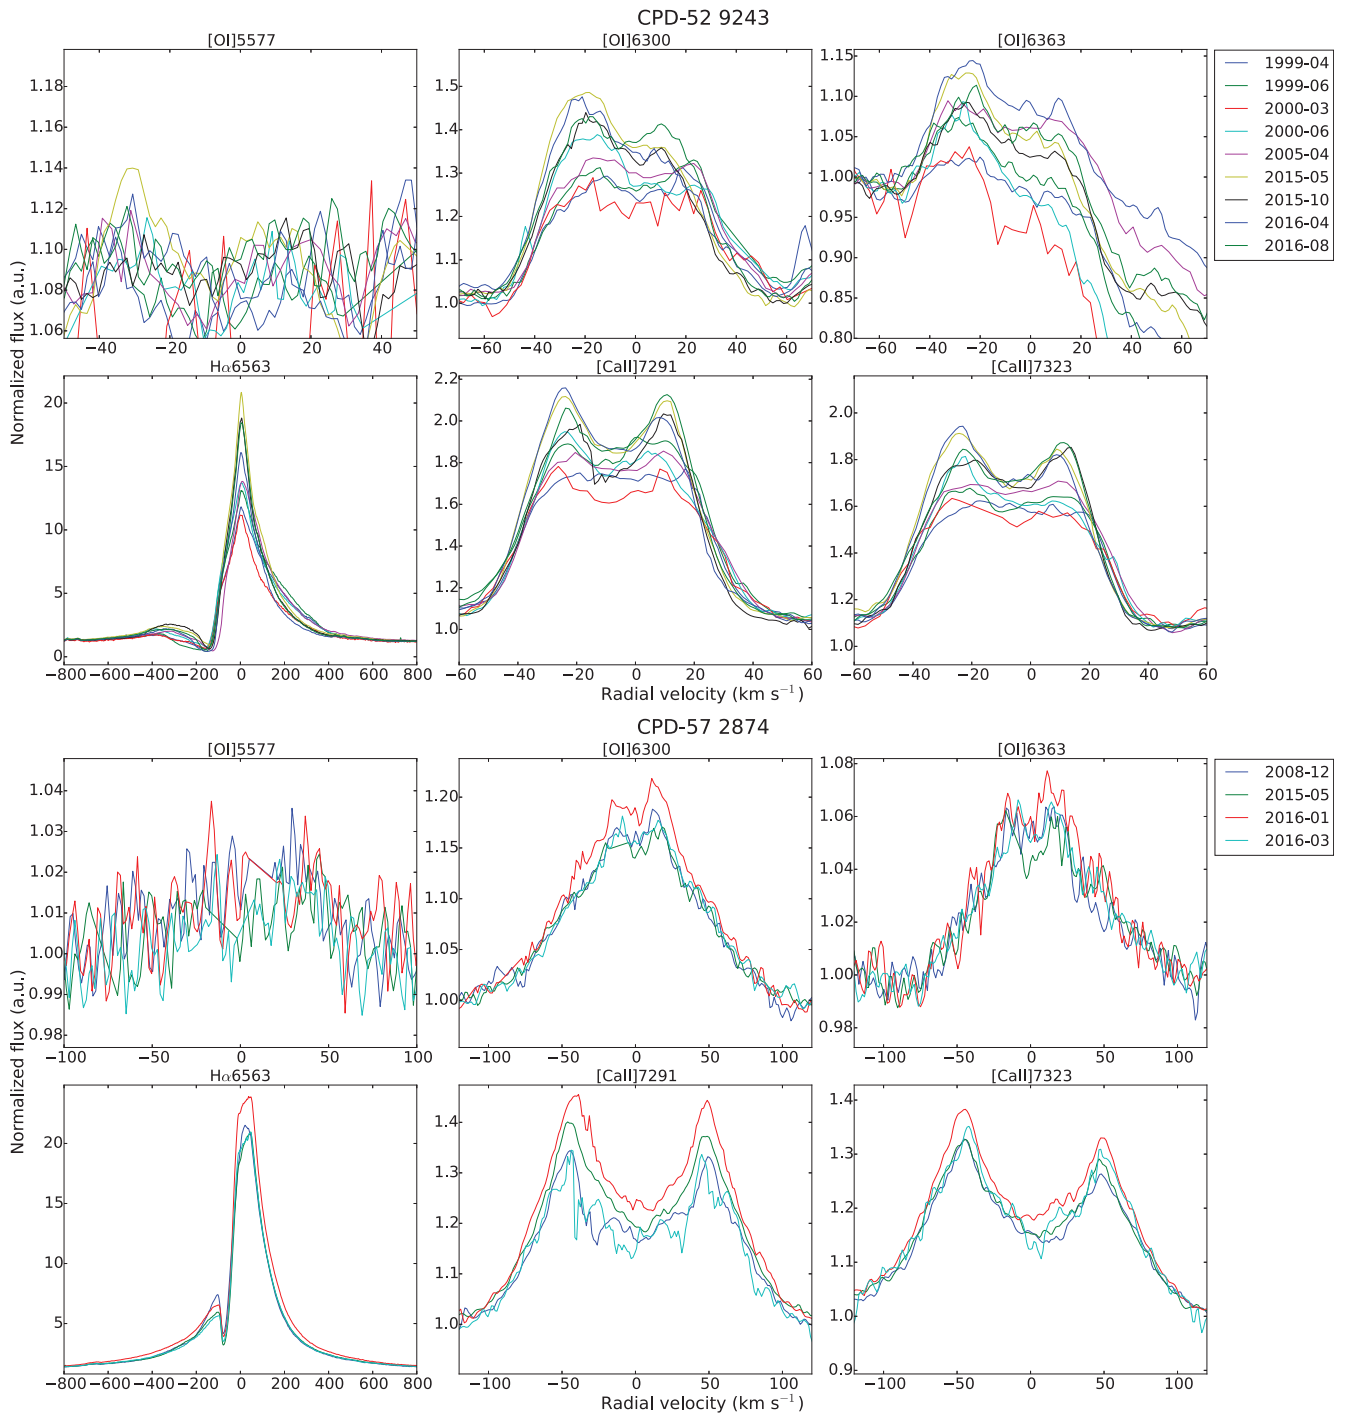 CPD-52 9243
[OI]5577
[OI]6300
[OI]6363
1.18
1.16
1.14
1.12
1.10
1.08
1.06
−40 −20 0 20 40
1.5
1.4
1.3
1.2
1.1
1.0
−60 −40 −20 0 20 40 60
1.15
1.10
1.05
1.00
0.95
0.90
0.85
0.80
−60 −40 −20 0 20 40 60
1999-04
1999-06
2000-03
2000-06
2005-04
2015-05
2015-10
2016-04
2016-08
Normalized flux (a.u.)
Hα6563
[CaII]7291
[CaII]7323
20
15
10
5
0
−800 −600 −400 −200 0 200 400 600 800
2.2
2.0
1.8
1.6
1.4
1.2
1.0
−60 −40 −20 0 20 40 60
2.0
1.8
1.6
1.4
1.2
1.0
−60 −40 −20 0 20 40 60
Radial velocity (km s⁻¹)
CPD-57 2874
[OI]5577
[OI]6300
[OI]6363
1.04
1.03
1.02
1.01
1.00
0.99
0.98
−100 −50 0 50 100
1.20
1.15
1.10
1.05
1.00
−100 −50 0 50 100
1.08
1.06
1.04
1.02
1.00
0.98
−100 −50 0 50 100
2008-12
2015-05
2016-01
2016-03
Normalized flux (a.u.)
Hα6563
[CaII]7291
[CaII]7323
20
15
10
5
−800 −600 −400 −200 0 200 400 600 800
1.4
1.3
1.2
1.1
1.0
−100 −50 0 50 100
1.4
1.3
1.2
1.1
1.0
0.9
−100 −50 0 50 100
Radial velocity (km s⁻¹)